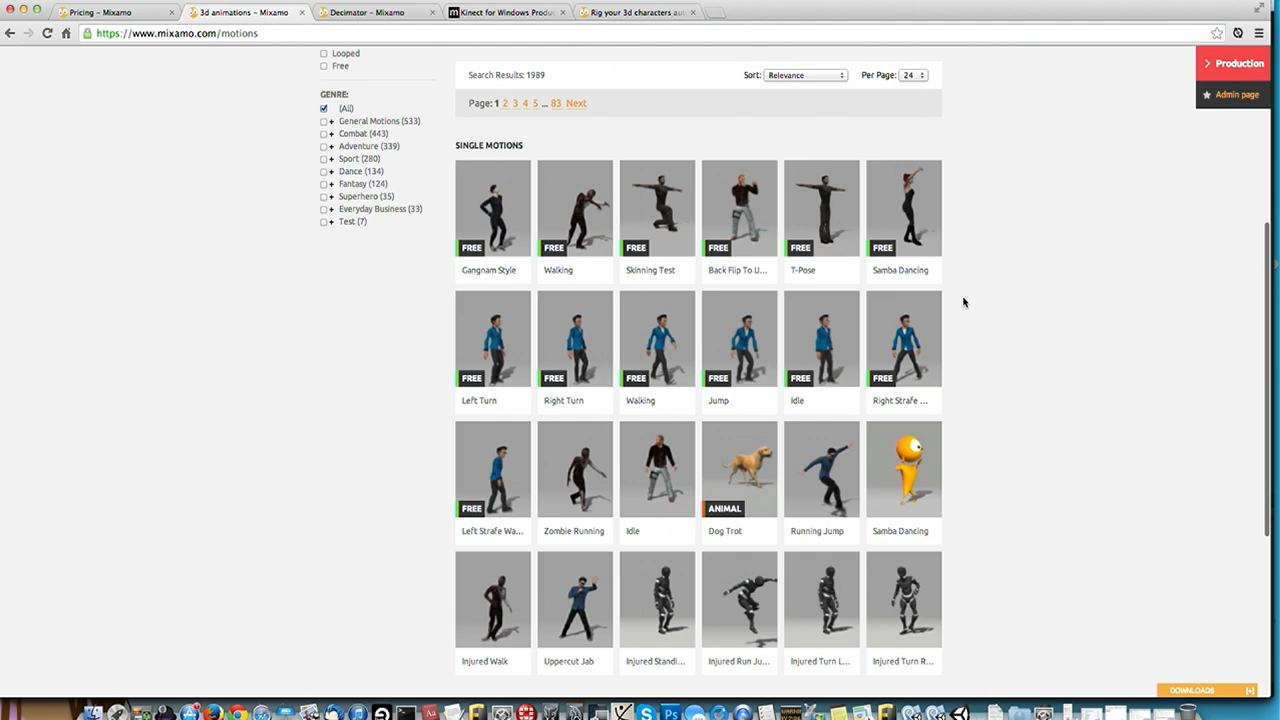 Pricing – Mixamo
3d animations – Mixamo
Decimator – Mixamo
Kinect for Windows Produ
Rig your 3d characters aut
https://www.mixamo.com/motions
Looped
Free
GENRE:
(All)
General Motions (533)
Combat (443)
Adventure (339)
Sport (280)
Dance (134)
Fantasy (124)
Superhero (35)
Everyday Business (33)
Test (7)
Search Results: 1989
Sort: Relevance
Per Page: 24
Page: 1 2 3 4 5 ... 83 Next
Production
Admin page
SINGLE MOTIONS
FREE FREE FREE FREE FREE FREE
Gangnam Style Walking Skinning Test Back Flip To U... T-Pose Samba Dancing
FREE FREE FREE FREE FREE FREE
Left Turn Right Turn Walking Jump Idle Right Strafe ...
FREE ANIMAL
Left Strafe Wa... Zombie Running Idle Dog Trot Running Jump Samba Dancing
Injured Walk Uppercut Jab Injured Standi... Injured Run Ju... Injured Turn L... Injured Turn R...
DOWNLOADS [+]
Ps